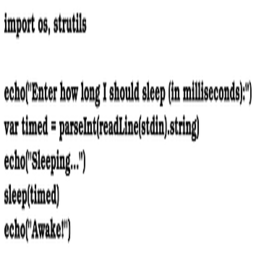 import os, strutils
echo("Enter how long I should sleep (in milliseconds):")
var timed = parseInt(readLine(stdin).string)
echo("Sleeping...")
sleep(timed)
echo("Awake!")